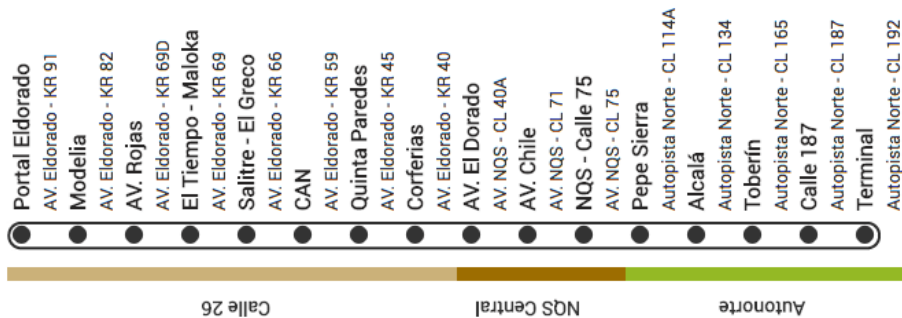 Portal Eldorado
AV. Eldorado - KR 91
Modelia
AV. Eldorado - KR 82
AV. Rojas
AV. Eldorado - KR 69D
El Tiempo - Maloka
AV. Eldorado - KR 69
Salitre - El Greco
AV. Eldorado - KR 66
CAN
AV. Eldorado - KR 59
Quinta Paredes
AV. Eldorado - KR 45
Corferias
AV. Eldorado - KR 40
AV. El Dorado
AV. NQS - CL 40A
AV. Chile
AV. NQS - CL 71
NQS - Calle 75
AV. NQS - CL 75
Pepe Sierra
Autopista Norte - CL 114A
Alcalá
Autopista Norte - CL 134
Toberín
Autopista Norte - CL 165
Calle 187
Autopista Norte - CL 187
Terminal
Autopista Norte - CL 192
Calle 26
NQS Central
Autonorte